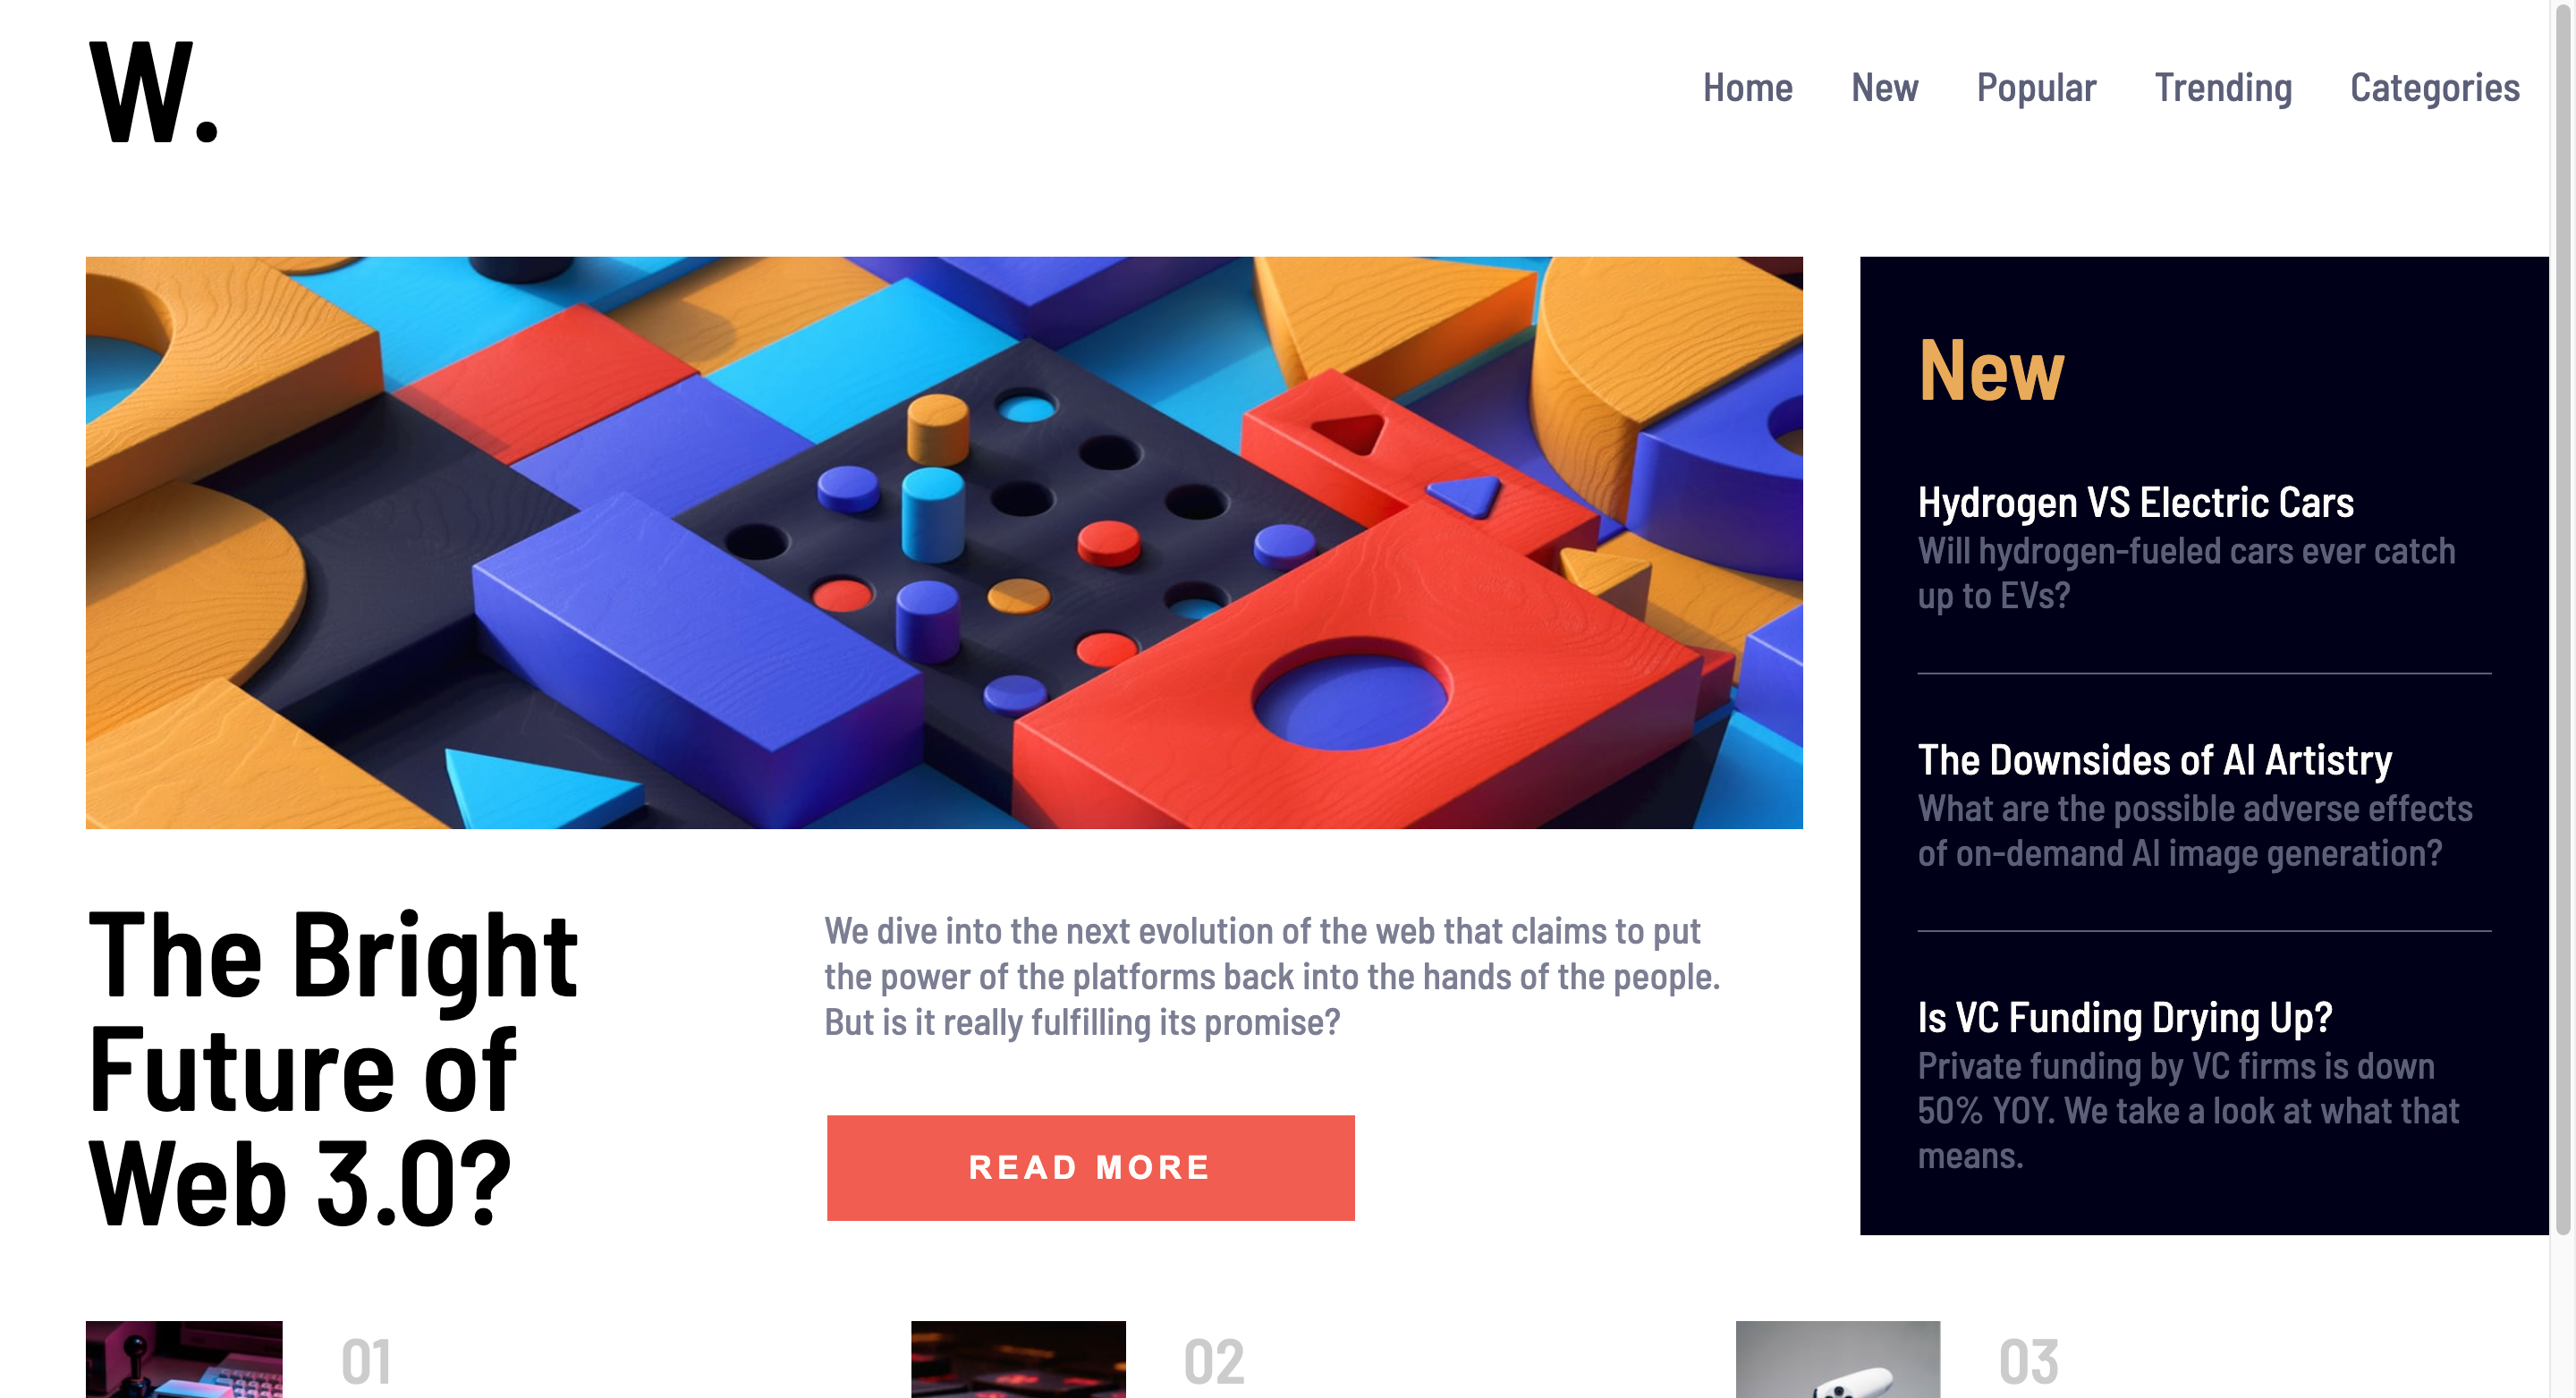 W.
Home New Popular Trending Categories
New
Hydrogen VS Electric Cars
Will hydrogen-fueled cars ever catch
up to EVs?
The Downsides of AI Artistry
What are the possible adverse effects
of on-demand AI image generation?
Is VC Funding Drying Up?
Private funding by VC firms is down
50% YOY. We take a look at what that
means.
The Bright
Future of
Web 3.0?
We dive into the next evolution of the web that claims to put
the power of the platforms back into the hands of the people.
But is it really fulfilling its promise?
READ MORE
01
02
03